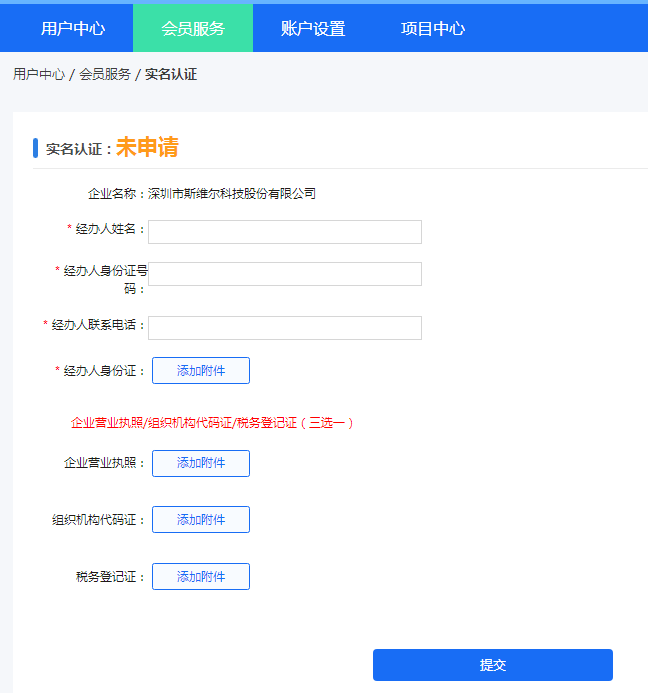 用户中心 会员服务 账户设置 项目中心
用户中心 / 会员服务 / 实名认证
实名认证：未申请
企业名称：深圳市斯维尔科技股份有限公司
* 经办人姓名：
* 经办人身份证号
码：
* 经办人联系电话：
* 经办人身份证： 添加附件
企业营业执照/组织机构代码证/税务登记证（三选一）
企业营业执照： 添加附件
组织机构代码证： 添加附件
税务登记证： 添加附件
提交